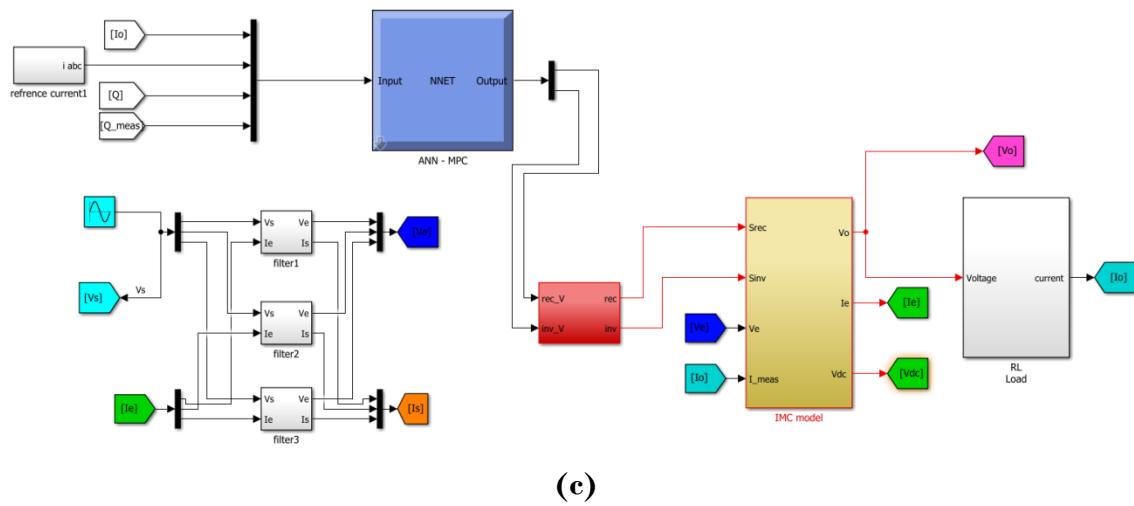 [Io]
i abc
refrence current1
[Q]
[Q_meas]
Input NNET Output
ANN - MPC
[Vo]
Vs Ve
Ie Is
filter1
[Ve]
[Vs]
Vs
Vs Ve
Ie Is
filter2
[Ie]
Vs Ve
Ie Is
filter3
[Is]
rec_V rec
inv_V inv
Srec
Vo
Sinv
Ie
[Ve]
Ve
[Io]
I_meas
Vdc
IMC model
[Ie]
[Vdc]
Voltage current
RL
Load
[Io]
(c)